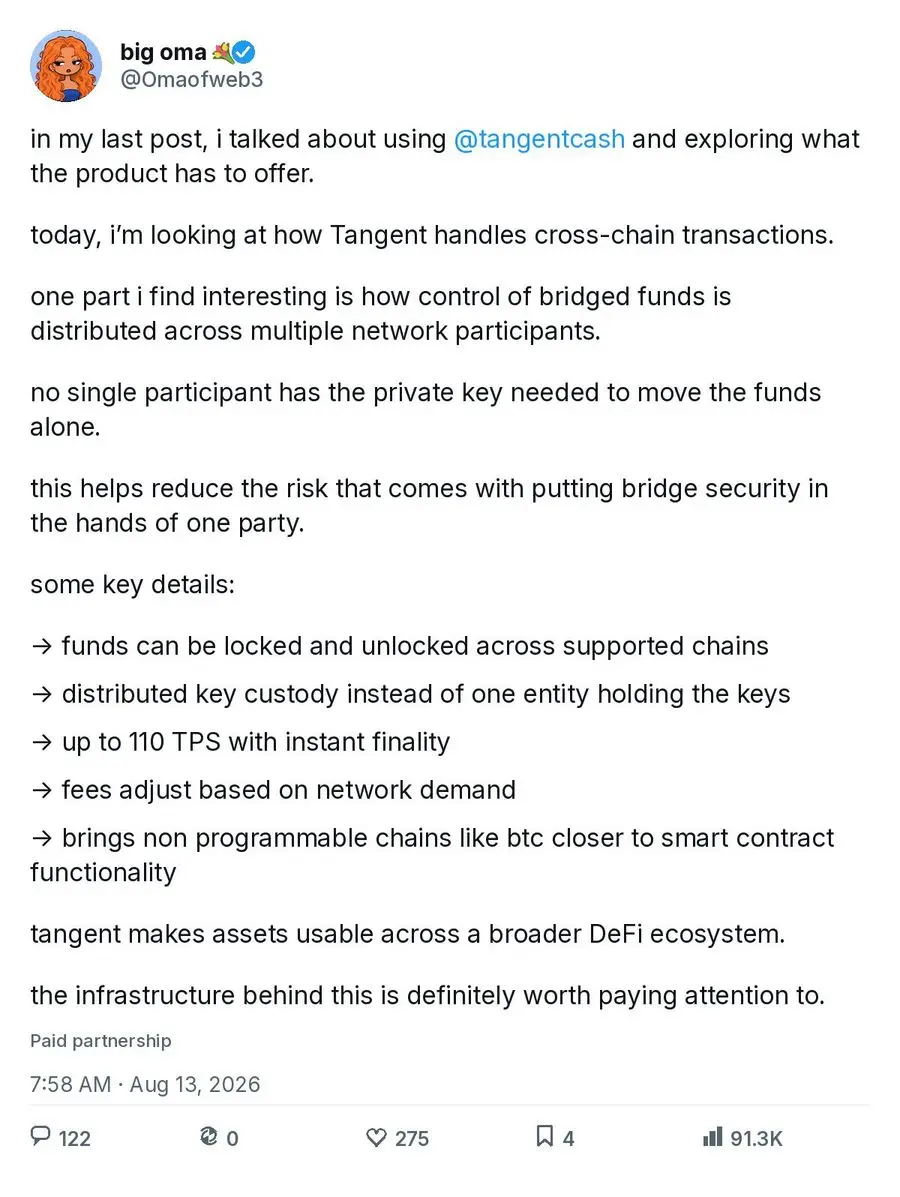 big oma
@Omaofweb3
in my last post, i talked about using @tangentcash and exploring what
the product has to offer.
today, i’m looking at how Tangent handles cross-chain transactions.
one part i find interesting is how control of bridged funds is
distributed across multiple network participants.
no single participant has the private key needed to move the funds
alone.
this helps reduce the risk that comes with putting bridge security in
the hands of one party.
some key details:
→ funds can be locked and unlocked across supported chains
→ distributed key custody instead of one entity holding the keys
→ up to 110 TPS with instant finality
→ fees adjust based on network demand
→ brings non programmable chains like btc closer to smart contract
functionality
tangent makes assets usable across a broader DeFi ecosystem.
the infrastructure behind this is definitely worth paying attention to.
Paid partnership
7:58 AM · Aug 13, 2026
122 0 275 4 91.3K